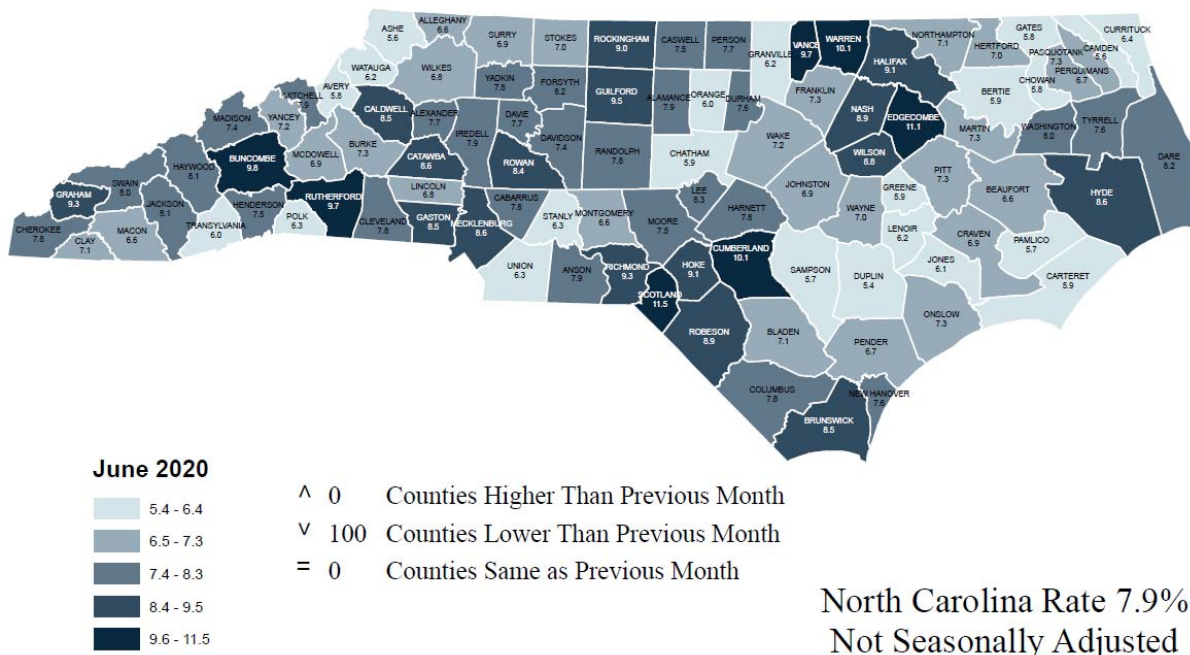 ASHE
5.6
ALLEGHANY
6.6
SURRY
6.9
STOKES
7.0
ROCKINGHAM
9.0
CASWELL
7.5
PERSON
7.7
GRANVILLE
6.2
VANCE
9.7
WARREN
10.1
HALIFAX
9.1
NORTHAMPTON
7.1
HERTFORD
7.0
GATES
5.8
PASQUOTANK
7.3
CAMDEN
5.6
CURRITUCK
6.4
PERQUIMANS
6.7
CHOWAN
5.8
BERTIE
5.9
WATAUGA
6.2
WILKES
6.8
YADKIN
7.8
FORSYTH
8.2
GUILFORD
9.5
ALAMANCE
7.9
ORANGE
6.0
DURHAM
7.6
FRANKLIN
7.3
NASH
8.9
EDGECOMBE
11.1
MARTIN
7.3
WASHINGTON
8.0
TYRRELL
7.6
DARE
8.2
MITCHELL
7.9
AVERY
5.8
CALDWELL
8.5
ALEXANDER
7.7
IREDELL
7.9
DAVIE
7.7
DAVIDSON
7.4
RANDOLPH
7.8
CHATHAM
5.9
WAKE
7.2
WILSON
8.8
MADISON
7.4
YANCEY
7.2
MCDOWELL
6.9
BURKE
7.3
CATAWBA
8.6
ROWAN
8.4
PITT
7.3
BEAUFORT
6.6
HYDE
8.6
GRAHAM
9.3
SWAIN
8.0
HAYWOOD
8.1
BUNCOMBE
9.8
RUTHERFORD
9.7
LINCOLN
6.8
CABARRUS
7.8
STANLY
6.3
MONTGOMERY
6.6
MOORE
7.5
LEE
8.3
HARNETT
7.8
JOHNSTON
6.9
WAYNE
7.0
GREENE
5.9
LENOIR
6.2
CRAVEN
6.9
PAMLICO
5.7
CHEROKEE
7.8
CLAY
7.1
MACON
6.6
JACKSON
8.1
TRANSYLVANIA
6.0
HENDERSON
7.5
POLK
6.3
CLEVELAND
7.8
GASTON
8.5
MECKLENBURG
8.6
UNION
6.3
ANSON
7.9
RICHMOND
9.3
SCOTLAND
11.5
HOKE
9.1
CUMBERLAND
10.1
SAMPSON
5.7
DUPLIN
5.4
JONES
6.1
CARTERET
5.9
ONSLOW
7.3
ROBESON
8.9
BLADEN
7.1
PENDER
6.7
COLUMBUS
7.8
NEW HANOVER
7.6
BRUNSWICK
8.5
June 2020
5.4 - 6.4
6.5 - 7.3
7.4 - 8.3
8.4 - 9.5
9.6 - 11.5
^ 0 Counties Higher Than Previous Month
v 100 Counties Lower Than Previous Month
= 0 Counties Same as Previous Month
North Carolina Rate 7.9%
Not Seasonally Adjusted